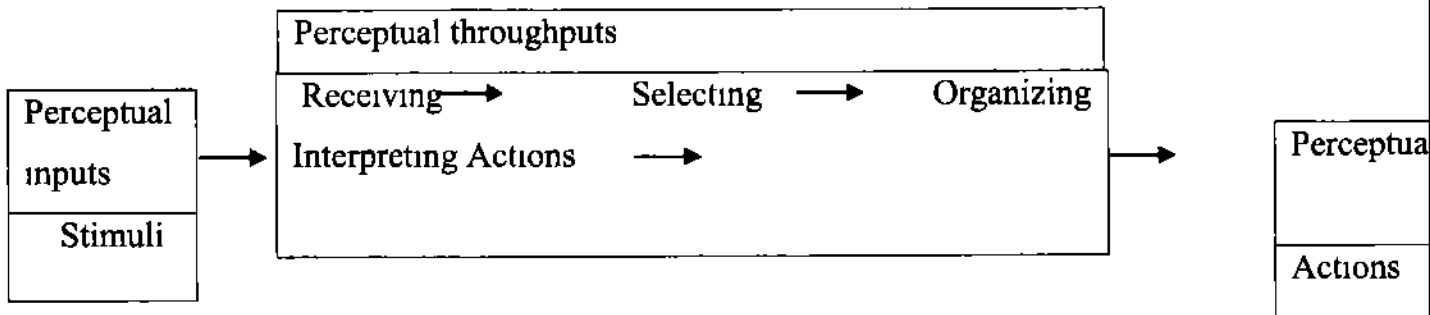 Perceptual throughputs
Receiving → Selecting → Organizing
Interpreting Actions →
Perceptual
inputs
Stimuli
Perceptua
Actions